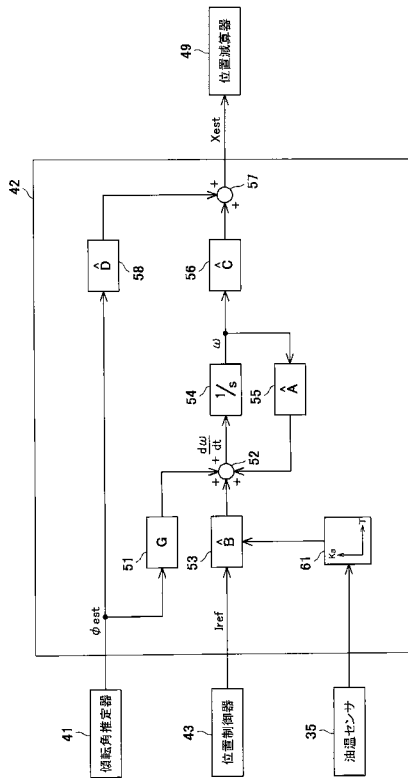 42
41
傾転角推定器
φest
51
G
58
D̂
43
位置制御器
Iref
53
B̂
52
+
+
+
dω/dt
54
1/s
ω
55
Â
56
Ĉ
57
+
+
Xest
49
位置減算器
35
油温センサ
61
Ka
T